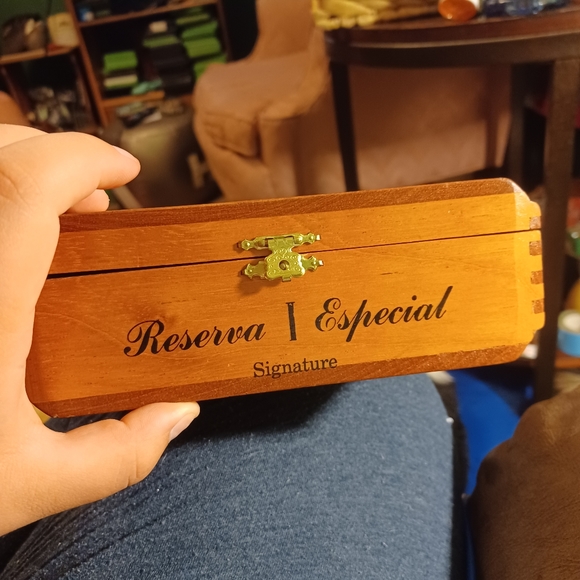 Reserva I Especial
Signature